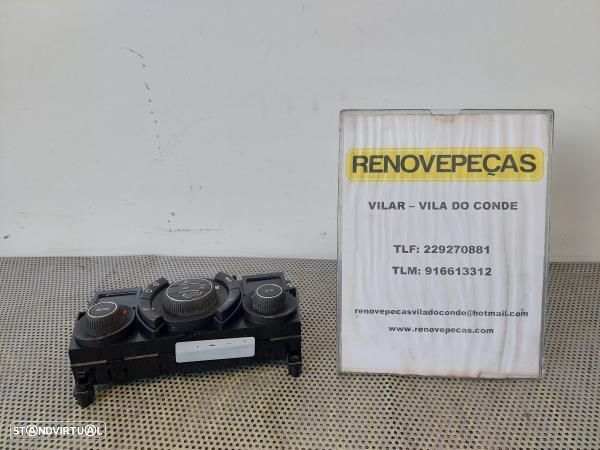 RENOVEPEÇAS
VILAR – VILA DO CONDE
TLF: 229270881
TLM: 916613312
renovepecasviladoconde@hotmail.com
www.renovepecas.com
STANDVIRTUAL